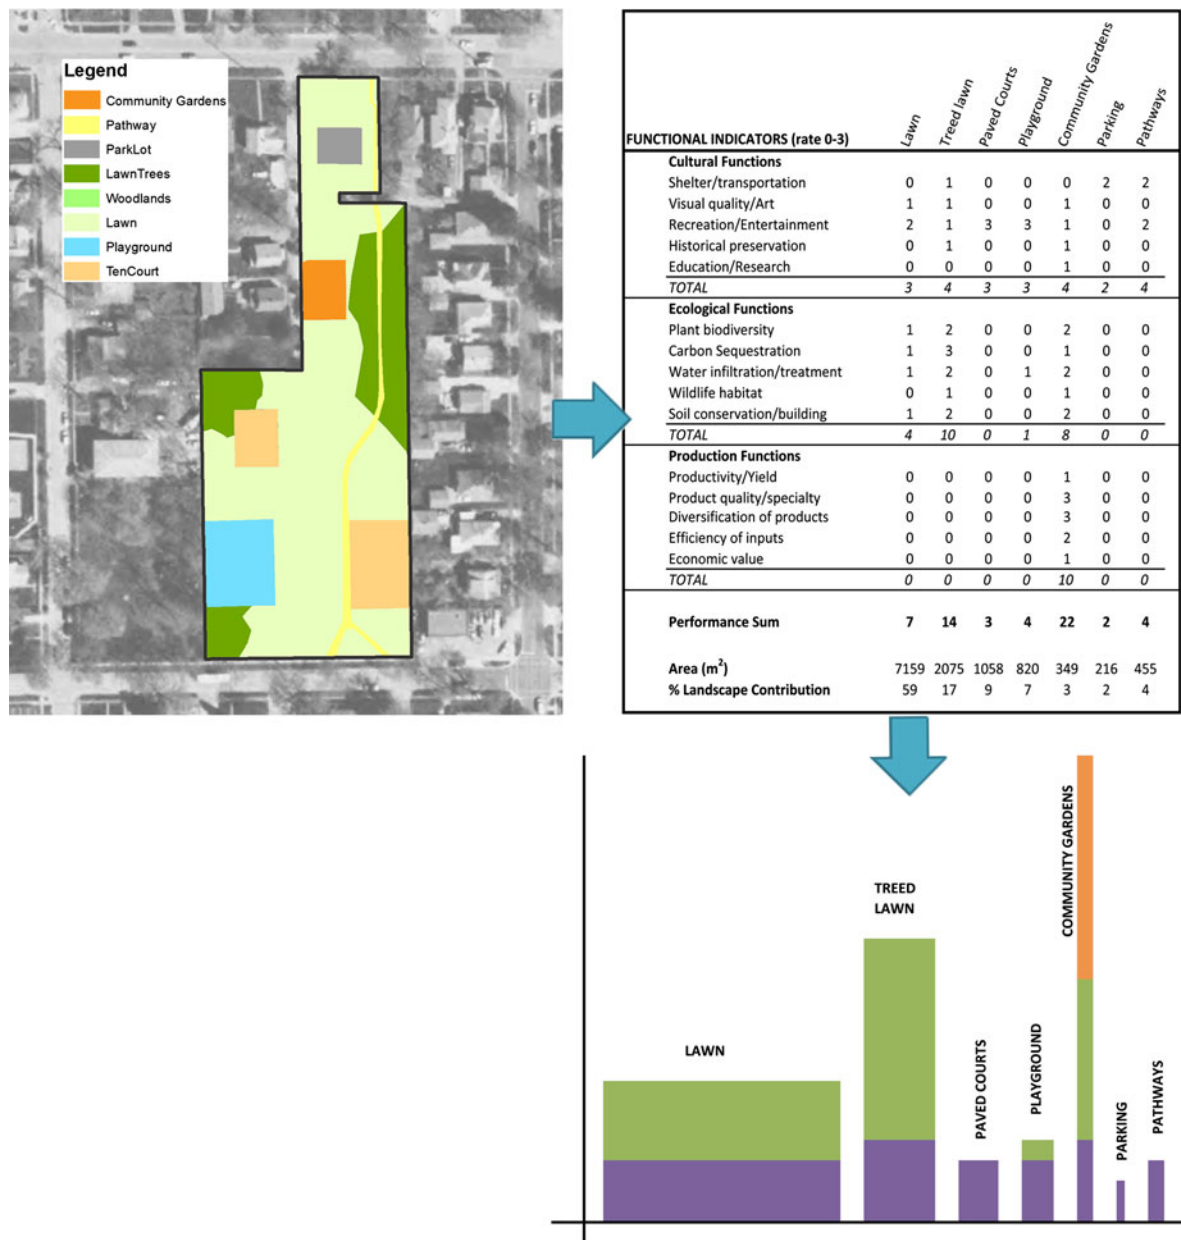 Legend
Community Gardens
Pathway
ParkLot
LawnTrees
Woodlands
Lawn
Playground
TenCourt
FUNCTIONAL INDICATORS (rate 0-3) Lawn Treed lawn Paved Courts Playground Community Gardens Parking Pathways
Cultural Functions
Shelter/transportation 0 1 0 0 0 2 2
Visual quality/Art 1 1 0 0 1 0 0
Recreation/Entertainment 2 1 3 3 1 0 2
Historical preservation 0 1 0 0 1 0 0
Education/Research 0 0 0 0 1 0 0
TOTAL 3 4 3 3 4 2 4
Ecological Functions
Plant biodiversity 1 2 0 0 2 0 0
Carbon Sequestration 1 3 0 0 1 0 0
Water infiltration/treatment 1 2 0 1 2 0 0
Wildlife habitat 0 1 0 0 1 0 0
Soil conservation/building 1 2 0 0 2 0 0
TOTAL 4 10 0 1 8 0 0
Production Functions
Productivity/Yield 0 0 0 0 1 0 0
Product quality/specialty 0 0 0 0 3 0 0
Diversification of products 0 0 0 0 3 0 0
Efficiency of inputs 0 0 0 0 2 0 0
Economic value 0 0 0 0 1 0 0
TOTAL 0 0 0 0 10 0 0
Performance Sum 7 14 3 4 22 2 4
Area (m²) 7159 2075 1058 820 349 216 455
% Landscape Contribution 59 17 9 7 3 2 4
LAWN
TREED
LAWN
PAVED COURTS
PLAYGROUND
COMMUNITY GARDENS
PARKING
PATHWAYS